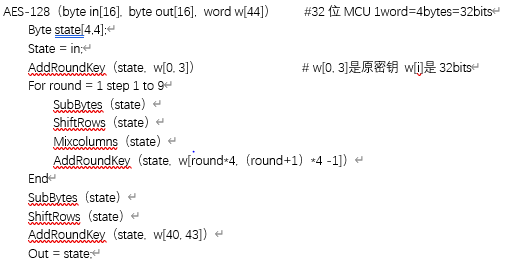 AES-128（byte in[16], byte out[16], word w[44]） #32 位 MCU 1word=4bytes=32bits
Byte state[4,4];
State = in;
AddRoundKey（state, w[0, 3]） # w[0, 3]是原密钥 w[i]是 32bits
For round = 1 step 1 to 9
SubBytes（state）
ShiftRows（state）
Mixcolumns（state）
AddRoundKey（state, w[round*4,（round+1）*4 -1]）
End
SubBytes（state）
ShiftRows（state）
AddRoundKey（state, w[40, 43]）
Out = state;